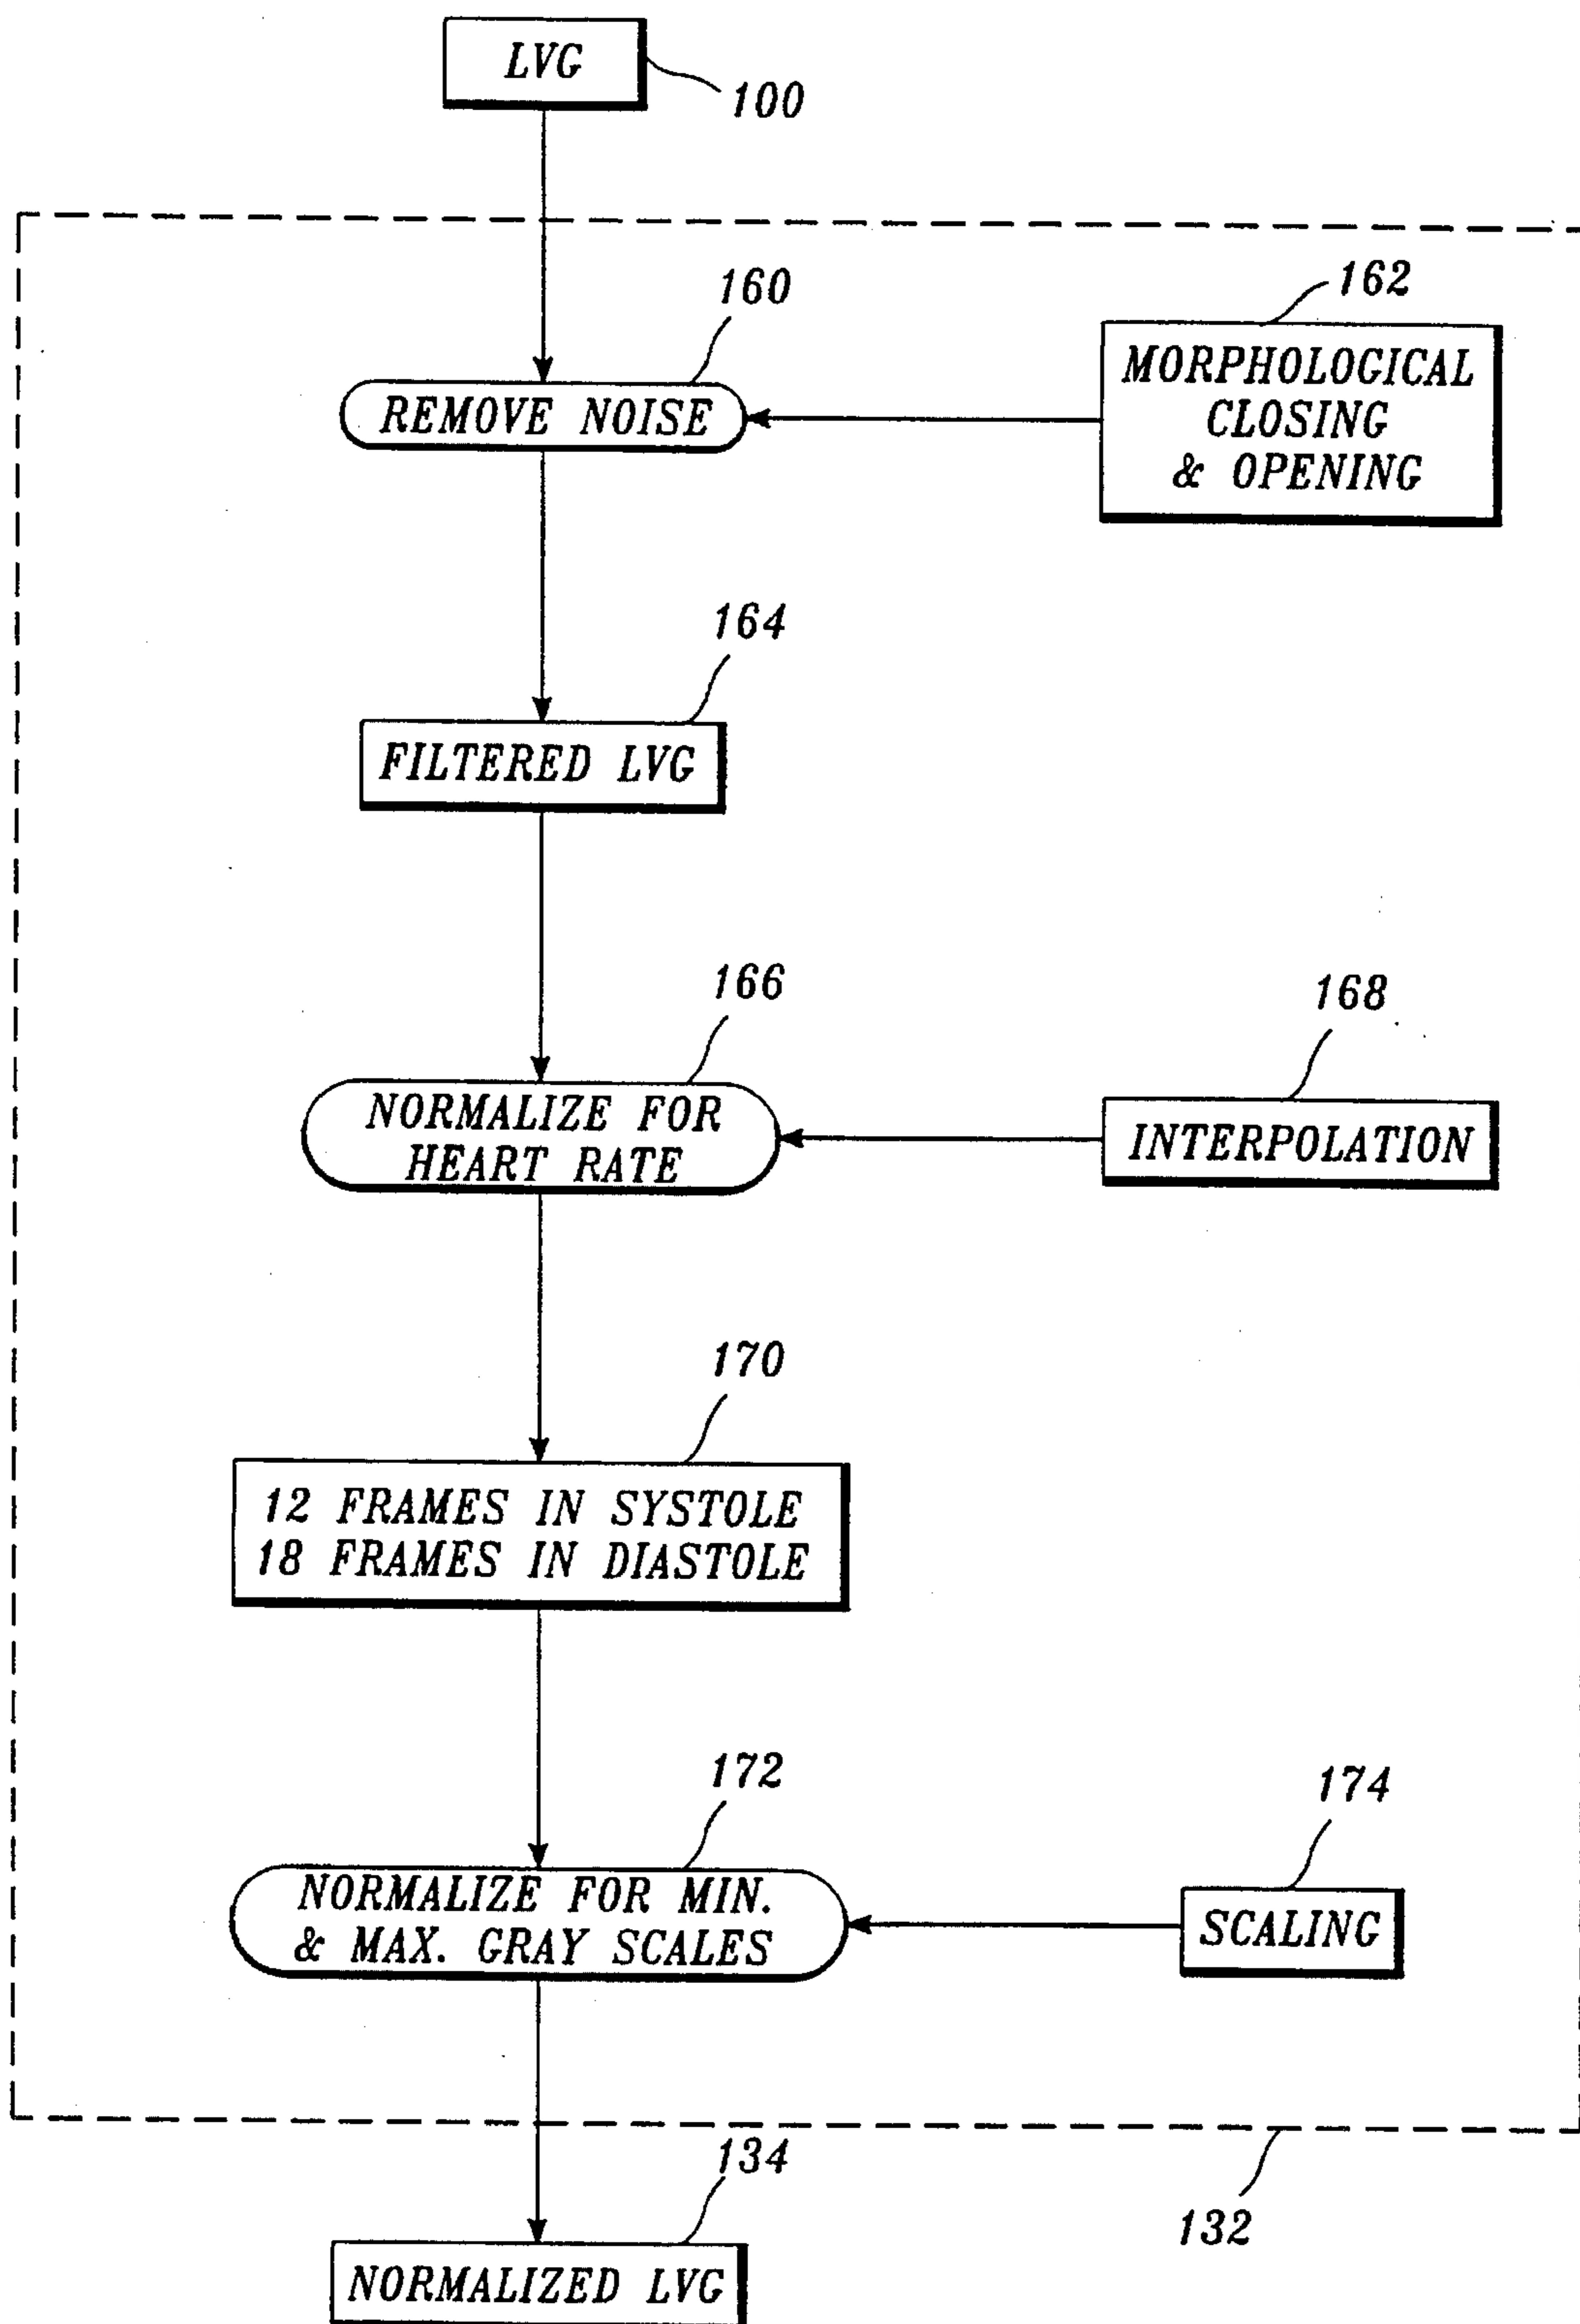 LVG
100
160
162
REMOVE NOISE
MORPHOLOGICAL
CLOSING
& OPENING
164
FILTERED LVG
166
168
NORMALIZE FOR
HEART RATE
INTERPOLATION
170
12 FRAMES IN SYSTOLE
18 FRAMES IN DIASTOLE
172
174
NORMALIZE FOR MIN.
& MAX. GRAY SCALES
SCALING
134
132
NORMALIZED LVG